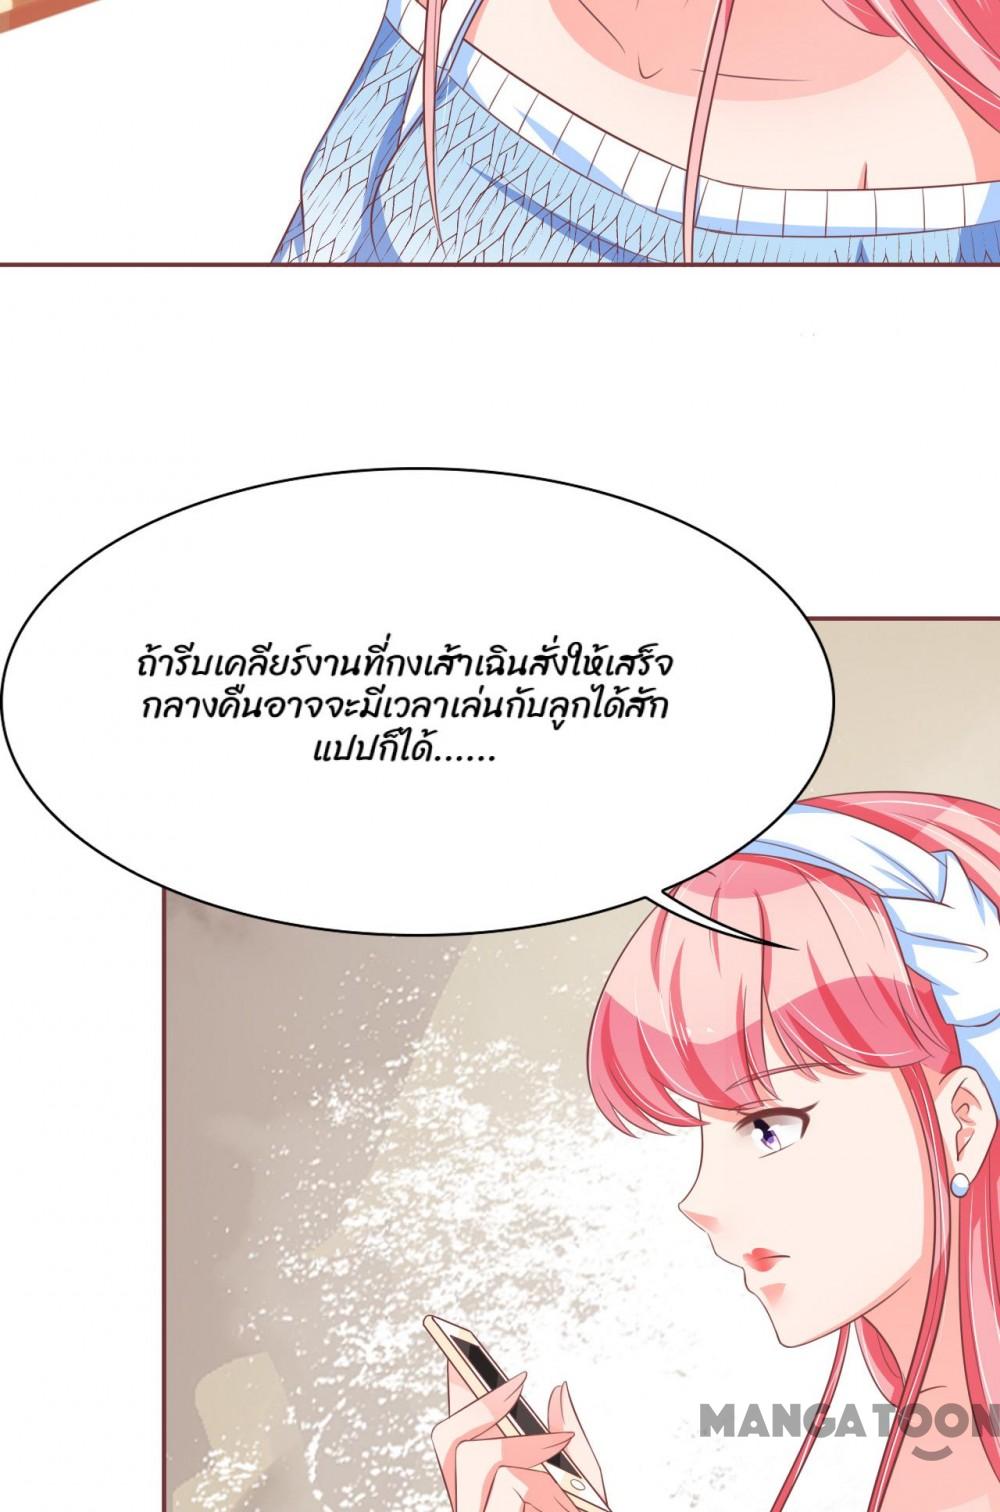 ถ้ารีบเคลียร์งานที่กงเส้าเฉินสั่งให้เสร็จ
กลางคืนอาจจะมีเวลาเล่นกับลูกได้สัก
แปปก็ได้......
MANGATOON